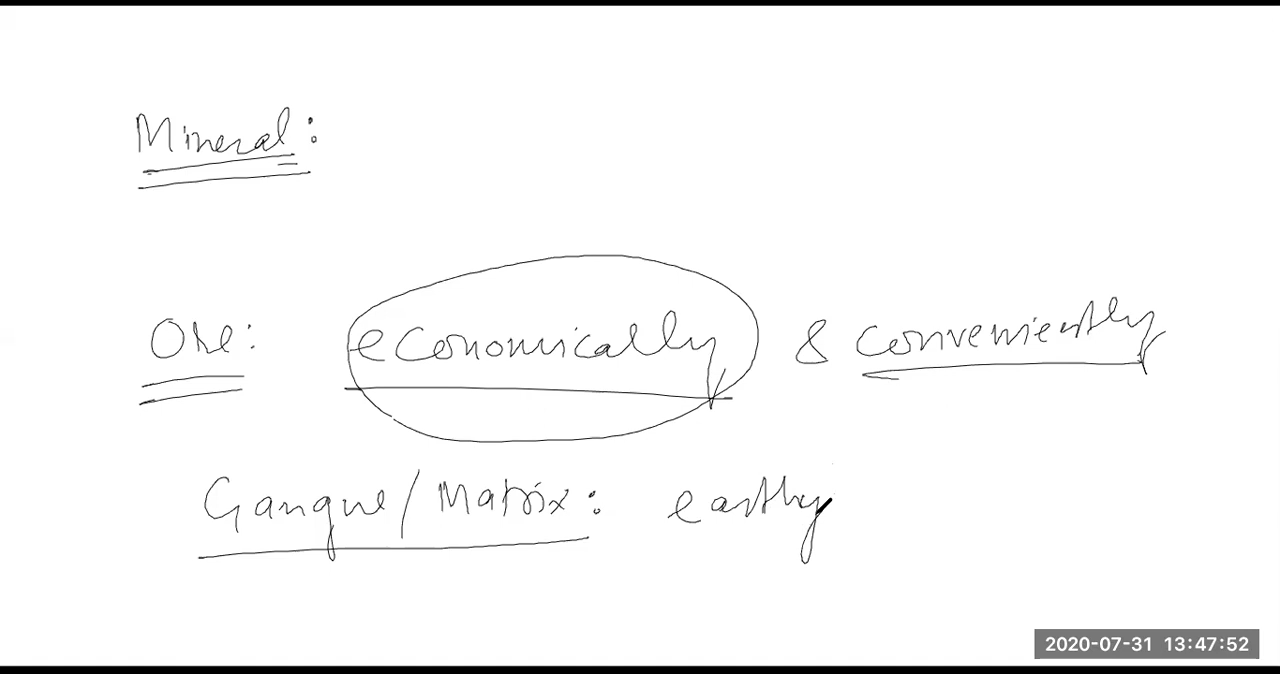 Mineral:
Ore: economically & conveniently
Gangue/Matrix: earthy
2020-07-31 13:47:52